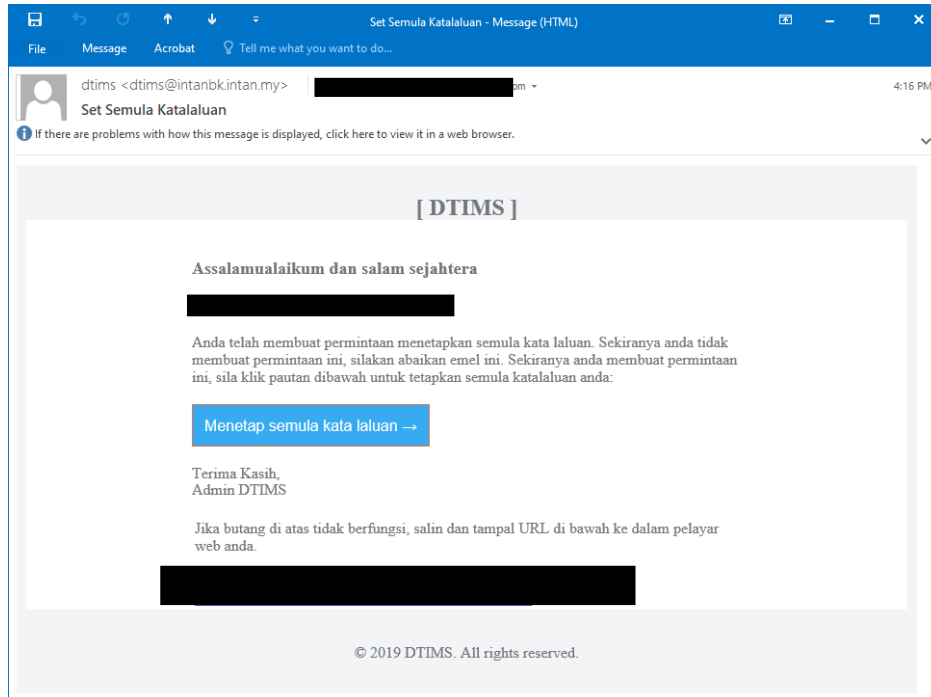 Set Semula Katalaluan - Message (HTML)
File Message Acrobat Tell me what you want to do...
dtims <dtims@intanbk.intan.my> om
4:16 PM
Set Semula Katalaluan
If there are problems with how this message is displayed, click here to view it in a web browser.
[ DTIMS ]
Assalamualaikum dan salam sejahtera
Anda telah membuat permintaan menetapkan semula kata laluan. Sekiranya anda tidak
membuat permintaan ini, silakan abaikan emel ini. Sekiranya anda membuat permintaan
ini, sila klik pautan dibawah untuk tetapkan semula katalaluan anda:
Menetap semula kata laluan →
Terima Kasih,
Admin DTIMS
Jika butang di atas tidak berfungsi, salin dan tampal URL di bawah ke dalam pelayar
web anda.
© 2019 DTIMS. All rights reserved.